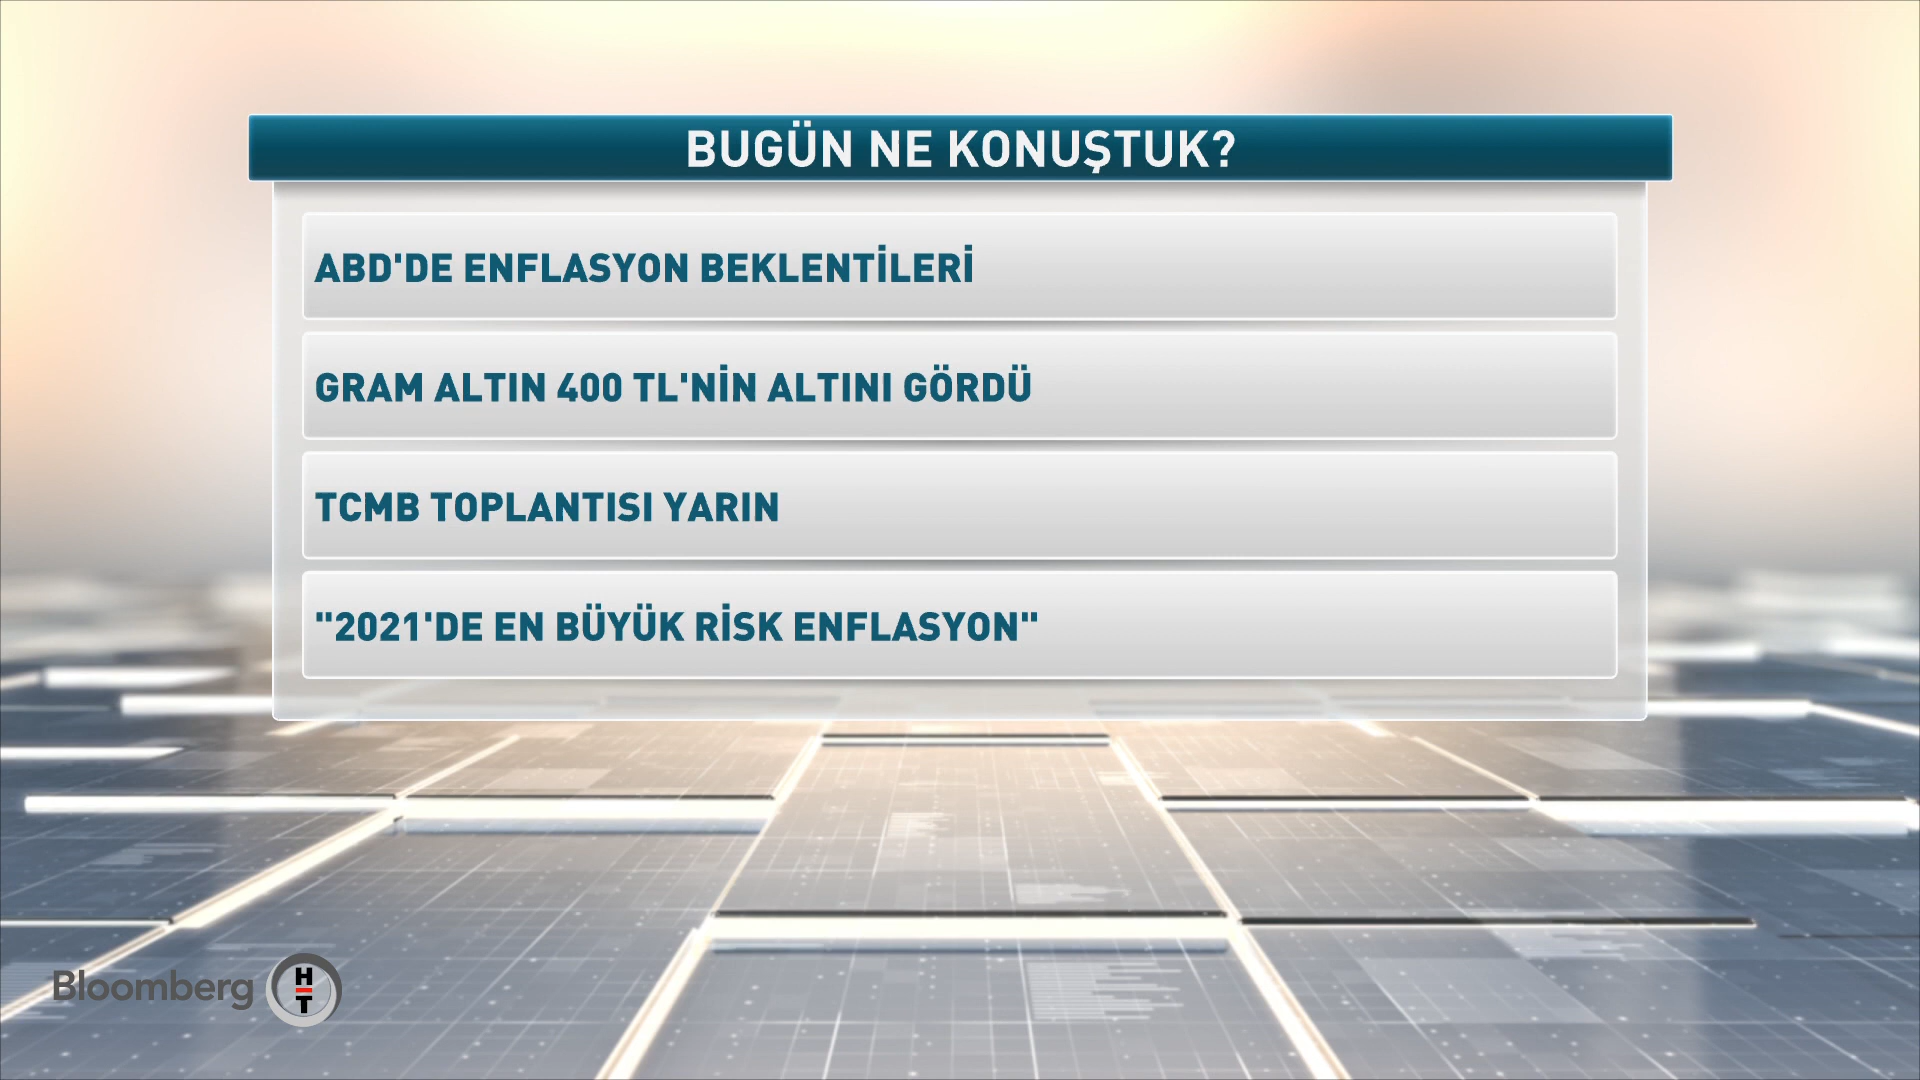 BUGÜN NE KONUŞTUK?
ABD'DE ENFLASYON BEKLENTİLERİ
GRAM ALTIN 400 TL'NİN ALTINI GÖRDÜ
TCMB TOPLANTISI YARIN
"2021'DE EN BÜYÜK RİSK ENFLASYON"
Bloomberg HT